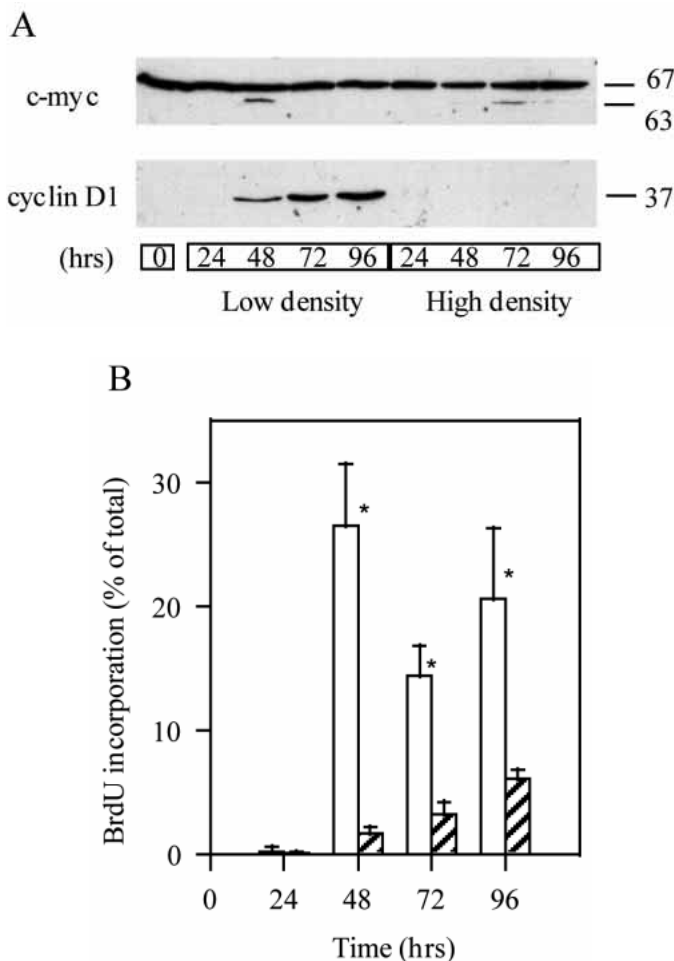 A
c-myc
67
63
cyclin D1
37
(hrs) 0 24 48 72 96 24 48 72 96
Low density High density
B
BrdU incorporation (% of total)
30
20
10
0
* * *
0 24 48 72 96
Time (hrs)